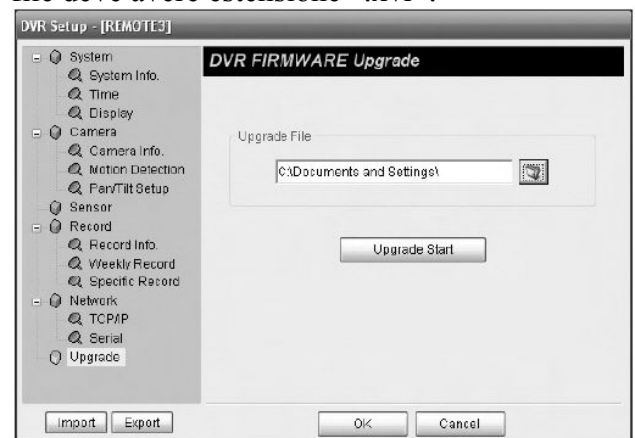 DVR Setup - [REMOTE3]
System
System Info.
Time
Display
Camera
Camera Info.
Motion Detection
Pan/Tilt Setup
Sensor
Record
Record Info.
Weekly Record
Specific Record
Network
TCP/IP
Serial
Upgrade
Import Export
DVR FIRMWARE Upgrade
Upgrade File
C:\Documents and Settings\
Upgrade Start
OK Cancel